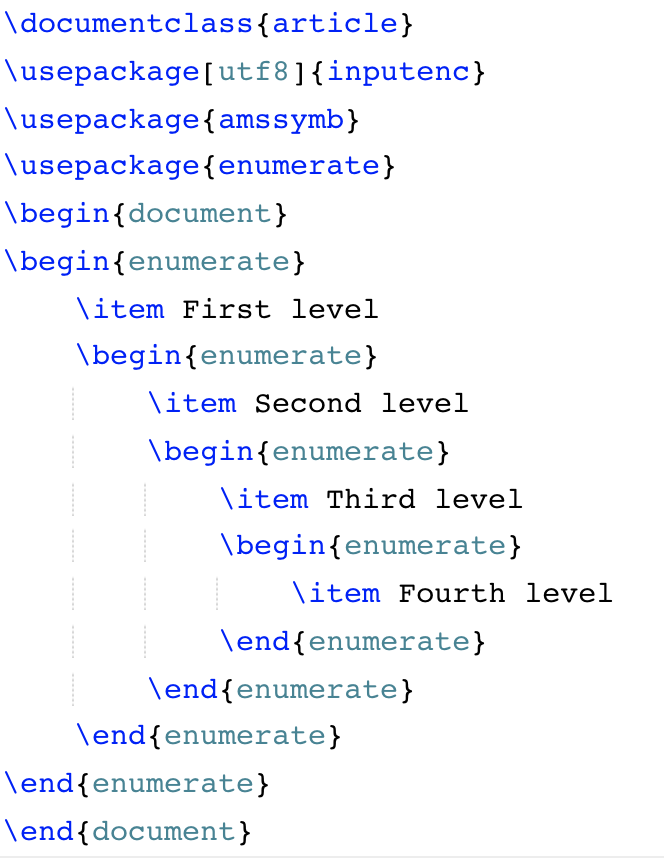 \documentclass{article}
\usepackage[utf8]{inputenc}
\usepackage{amssymb}
\usepackage{enumerate}
\begin{document}
\begin{enumerate}
    \item First level
    \begin{enumerate}
        \item Second level
        \begin{enumerate}
            \item Third level
            \begin{enumerate}
                \item Fourth level
            \end{enumerate}
        \end{enumerate}
    \end{enumerate}
\end{enumerate}
\end{document}